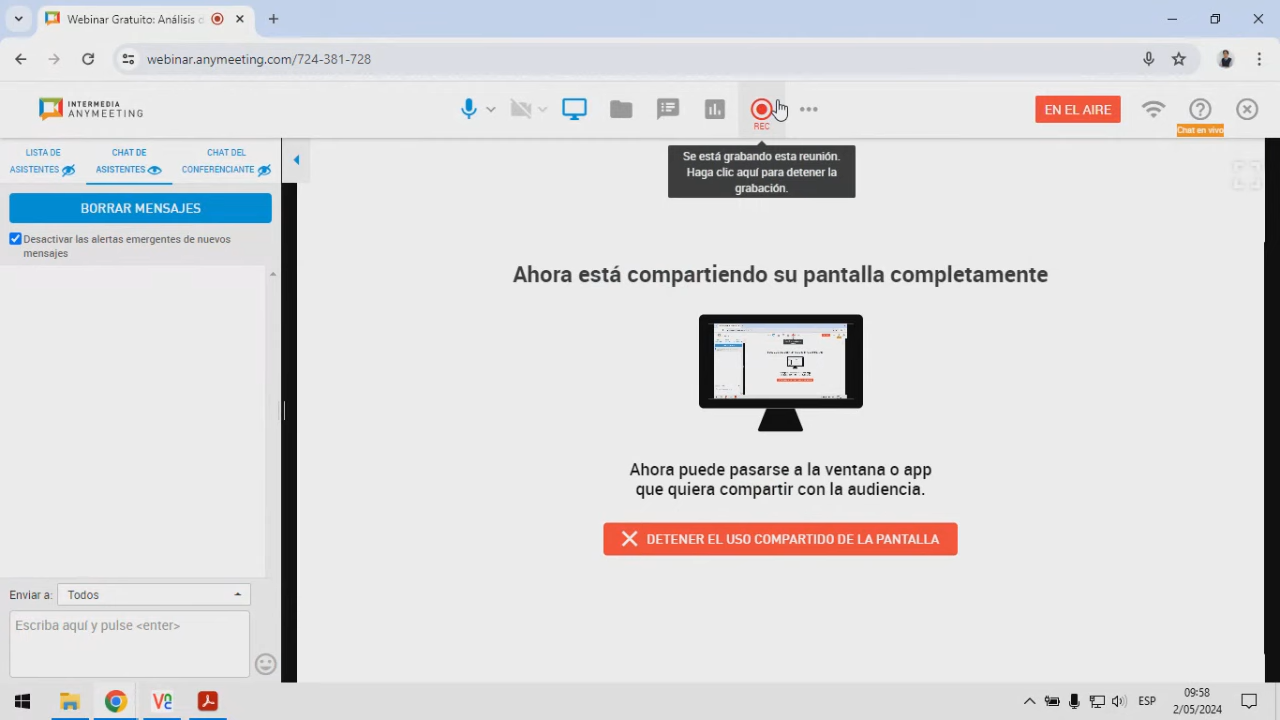 Webinar Gratuito: Análisis d
webinar.anymeeting.com/724-381-728
INTERMEDIA
ANYMEETING
REC
EN EL AIRE
Chat en vivo
Se está grabando esta reunión.
Haga clic aquí para detener la
grabación.
LISTA DE
ASISTENTES
CHAT DE
ASISTENTES
CHAT DEL
CONFERENCIANTE
BORRAR MENSAJES
Desactivar las alertas emergentes de nuevos
mensajes
Ahora está compartiendo su pantalla completamente
Ahora puede pasarse a la ventana o app
que quiera compartir con la audiencia.
DETENER EL USO COMPARTIDO DE LA PANTALLA
Enviar a:
Todos
Escriba aquí y pulse <enter>
ESP
09:58
2/05/2024